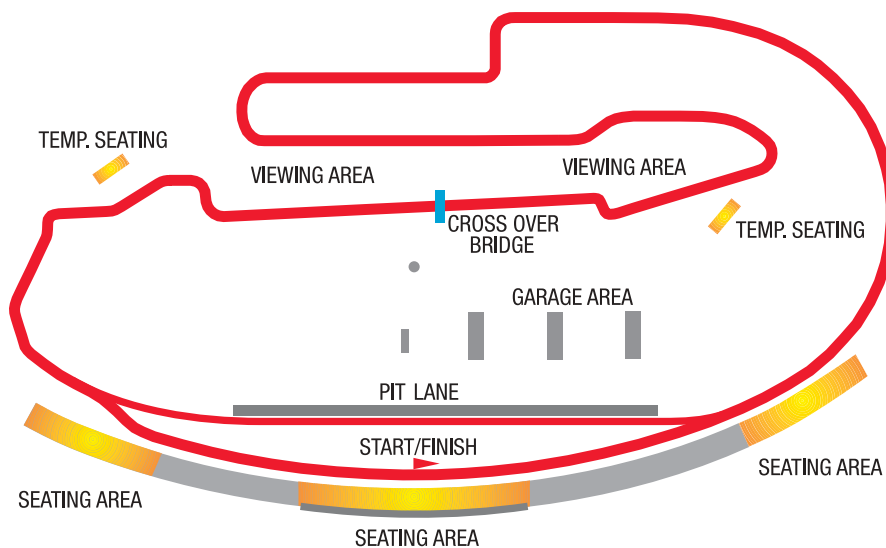 TEMP. SEATING
VIEWING AREA
VIEWING AREA
CROSS OVER
BRIDGE
TEMP. SEATING
GARAGE AREA
PIT LANE
START/FINISH
SEATING AREA
SEATING AREA
SEATING AREA